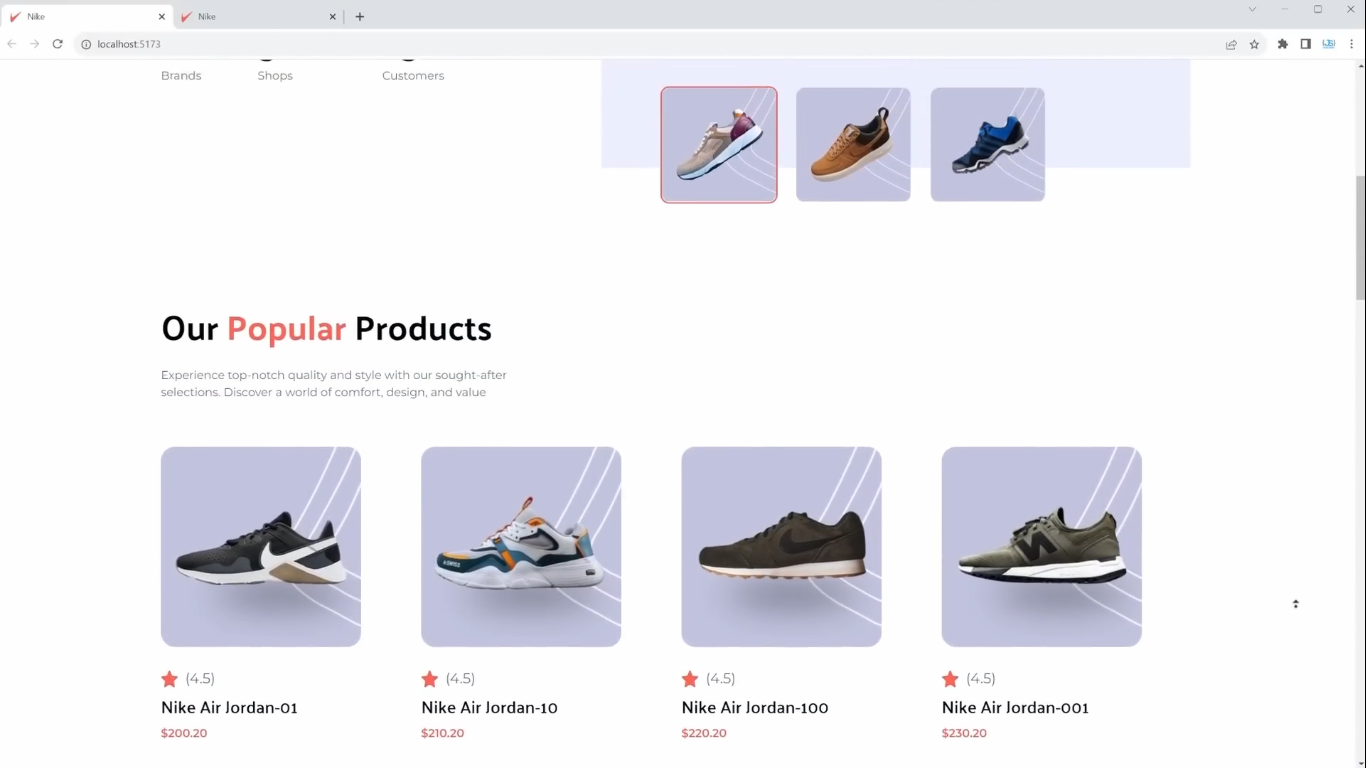 Nike
Nike
localhost:5173
Brands
Shops
Customers
Our Popular Products
Experience top-notch quality and style with our sought-after
selections. Discover a world of comfort, design, and value
(4.5)
Nike Air Jordan-01
$200.20
(4.5)
Nike Air Jordan-10
$210.20
(4.5)
Nike Air Jordan-100
$220.20
(4.5)
Nike Air Jordan-001
$230.20